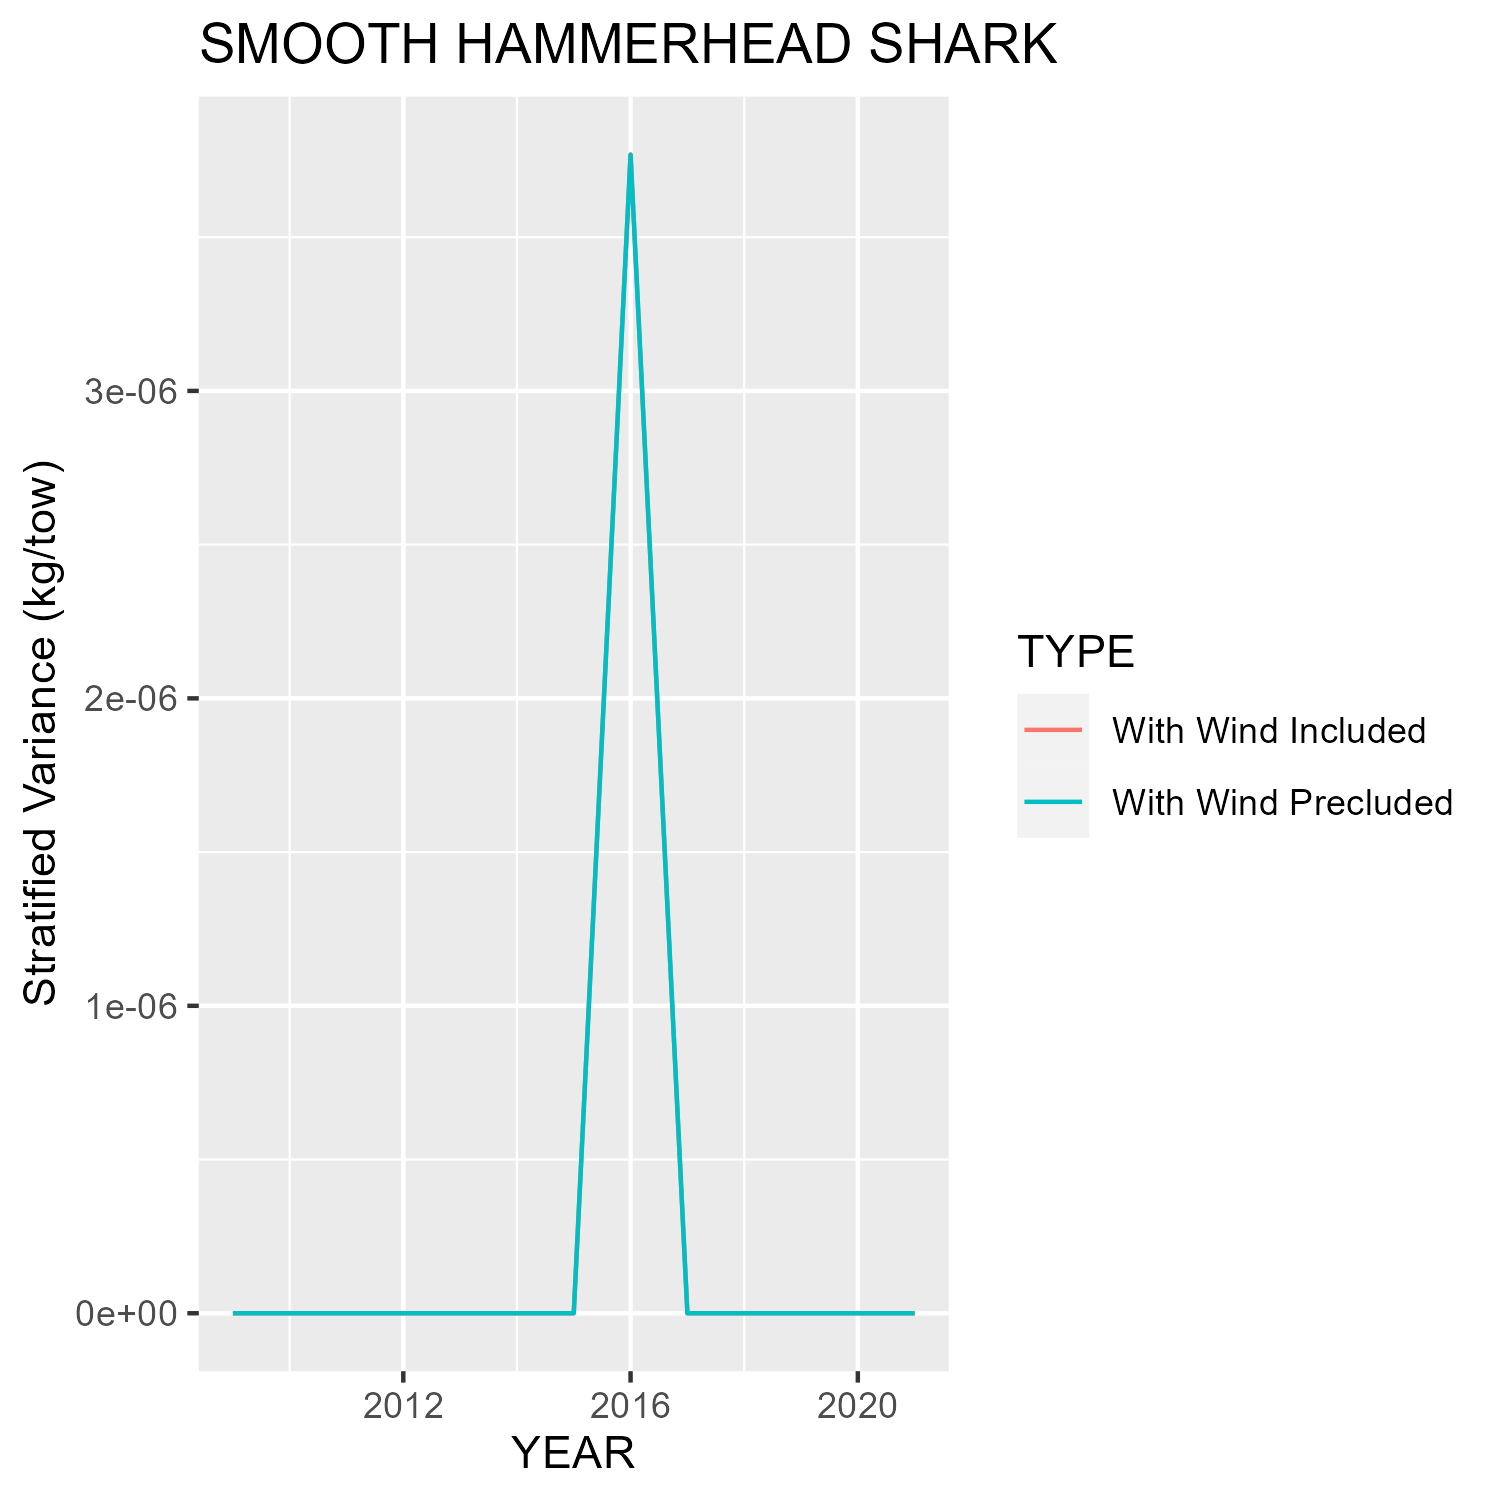 SMOOTH HAMMERHEAD SHARK
Stratified Variance (kg/tow)
3e-06
2e-06
1e-06
0e+00
2012
2016
2020
YEAR
TYPE
With Wind Included
With Wind Precluded